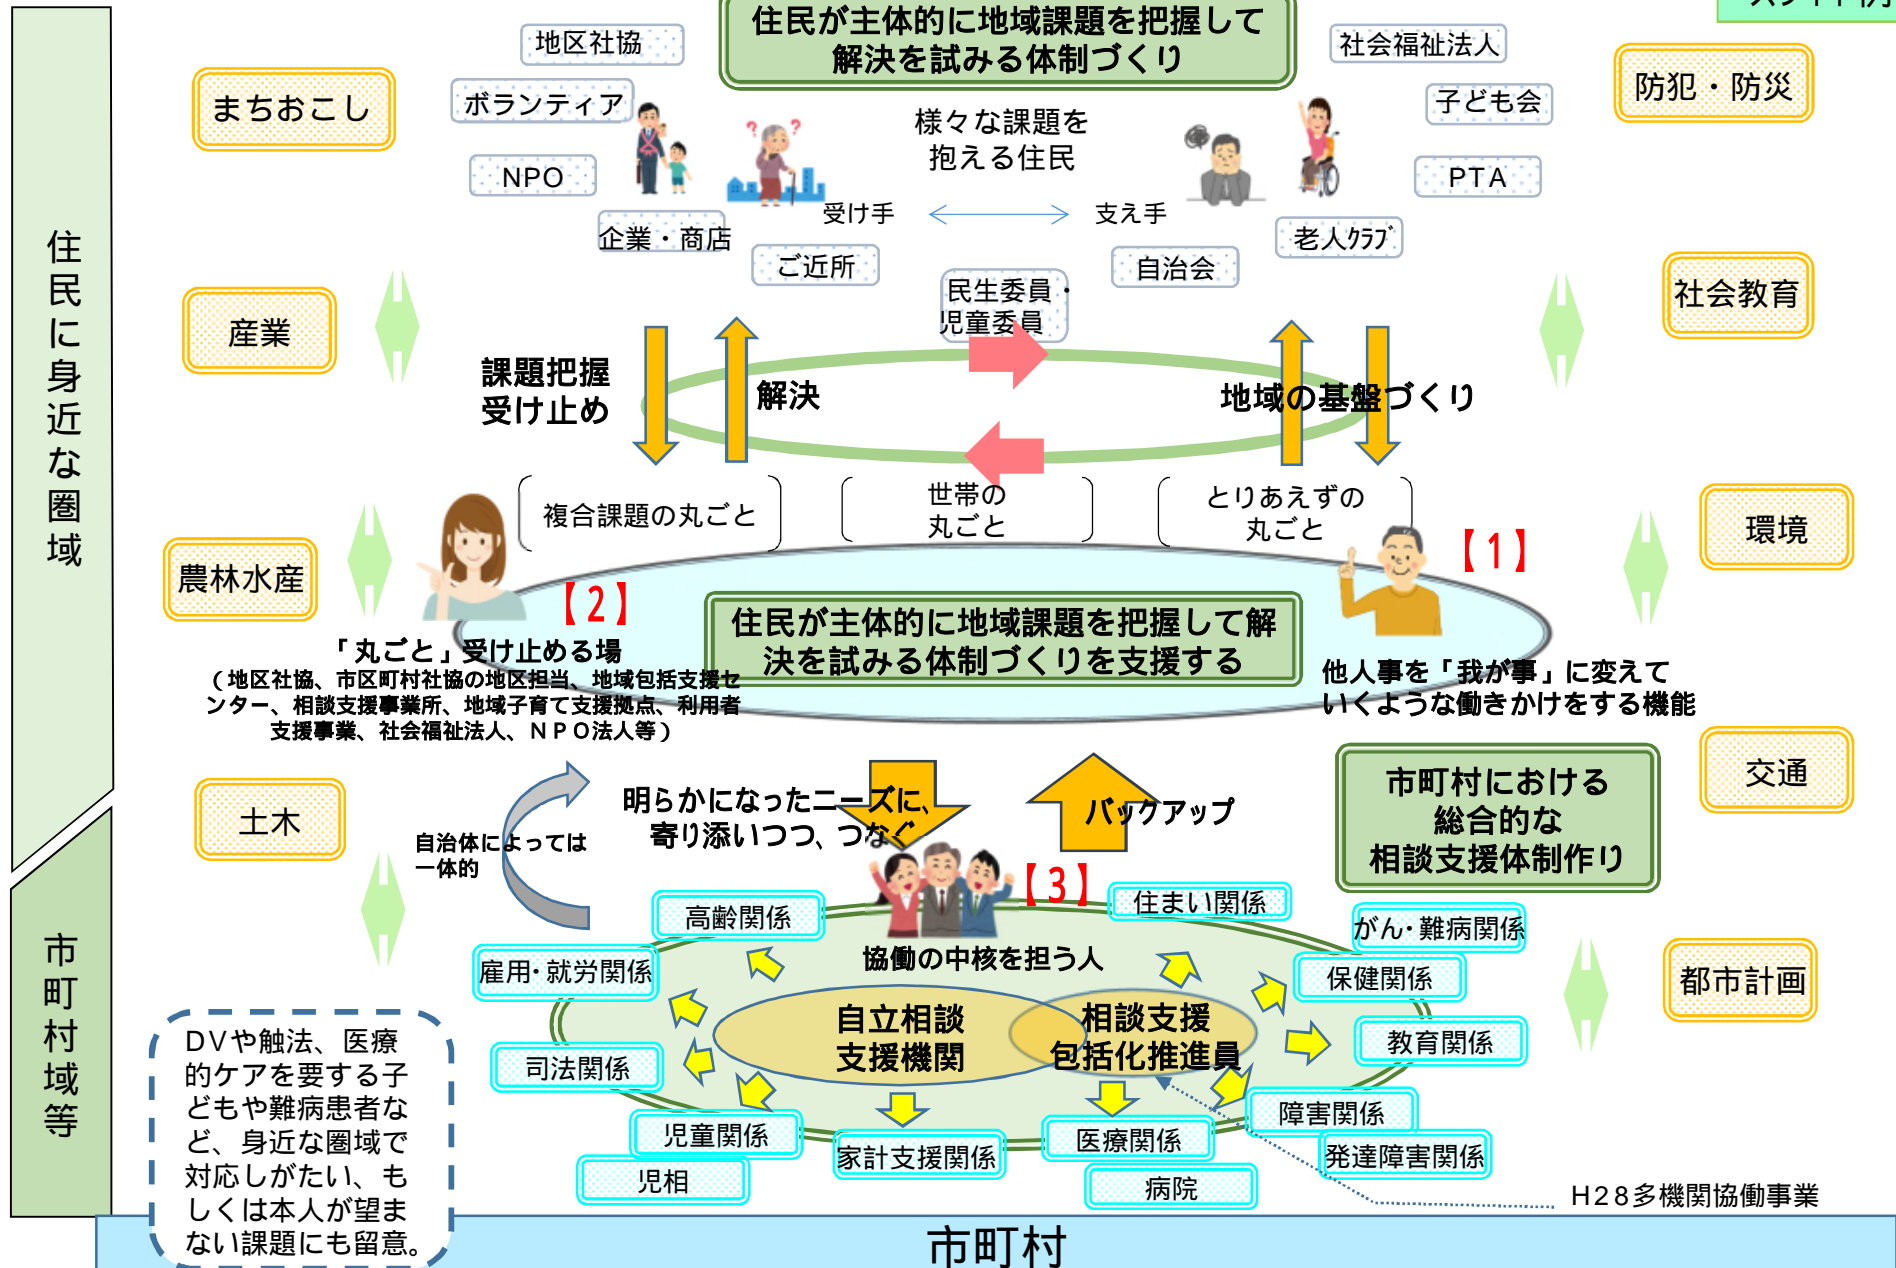 住民が主体的に地域課題を把握して
解決を試みる体制づくり
地区社協
社会福祉法人
まちおこし
ボランティア
子ども会
防犯・防災
様々な課題を
抱える住民
NPO
PTA
受け手
支え手
企業・商店
老人クラブ
ご近所
自治会
民生委員・
児童委員
住民に身近な圏域
産業
社会教育
課題把握
受け止め
解決
地域の基盤づくり
複合課題の丸ごと
世帯の
丸ごと
とりあえずの
丸ごと
環境
農林水産
【1】
【2】
住民が主体的に地域課題を把握して解
決を試みる体制づくりを支援する
「丸ごと」受け止める場
（地区社協、市区町村社協の地区担当、地域包括支援セ
ンター、相談支援事業所、地域子育て支援拠点、利用者
支援事業、社会福祉法人、NPO法人等）
他人事を「我が事」に変えて
いくような働きかけをする機能
土木
交通
自治体によっては
一体的
明らかになったニーズに、
寄り添いつつ、つなぐ
バックアップ
市町村における
総合的な
相談支援体制作り
【3】
市町村域等
高齢関係
住まい関係
がん・難病関係
雇用・就労関係
協働の中核を担う人
保健関係
都市計画
自立相談
支援機関
相談支援
包括化推進員
教育関係
司法関係
障害関係
児童関係
家計支援関係
医療関係
発達障害関係
児相
病院
DVや触法、医療
的ケアを要する子
どもや難病患者な
ど、身近な圏域で
対応しがたい、も
しくは本人が望ま
ない課題にも留意。
H28多機関協働事業
市町村